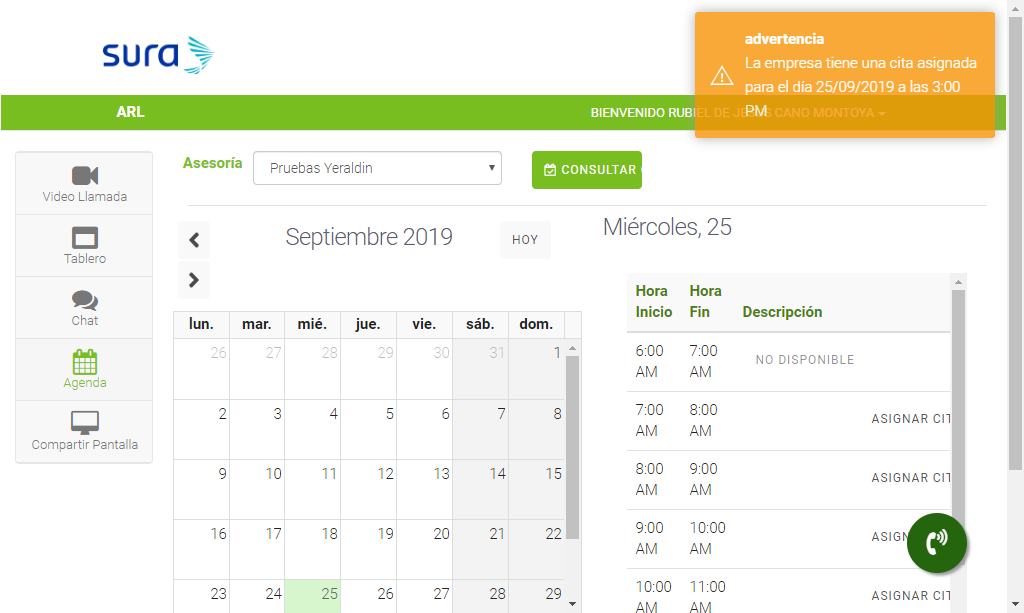 sura
advertencia
La empresa tiene una cita asignada
para el día 25/09/2019 a las 3:00
PM
ARL
BIENVENIDO RUBIEL DE JESUS CANO MONTOYA
Video Llamada
Tablero
Chat
Agenda
Compartir Pantalla
Asesoría
Pruebas Yeraldin
CONSULTAR
Septiembre 2019
HOY
lun. mar. mié. jue. vie. sáb. dom.
26 27 28 29 30 31 1
2 3 4 5 6 7 8
9 10 11 12 13 14 15
16 17 18 19 20 21 22
23 24 25 26 27 28 29
Miércoles, 25
Hora Inicio Hora Fin Descripción
6:00 AM 7:00 AM NO DISPONIBLE
7:00 AM 8:00 AM ASIGNAR CIT
8:00 AM 9:00 AM ASIGNAR CIT
9:00 AM 10:00 AM ASIGN
10:00 AM 11:00 AM ASIGNAR CIT